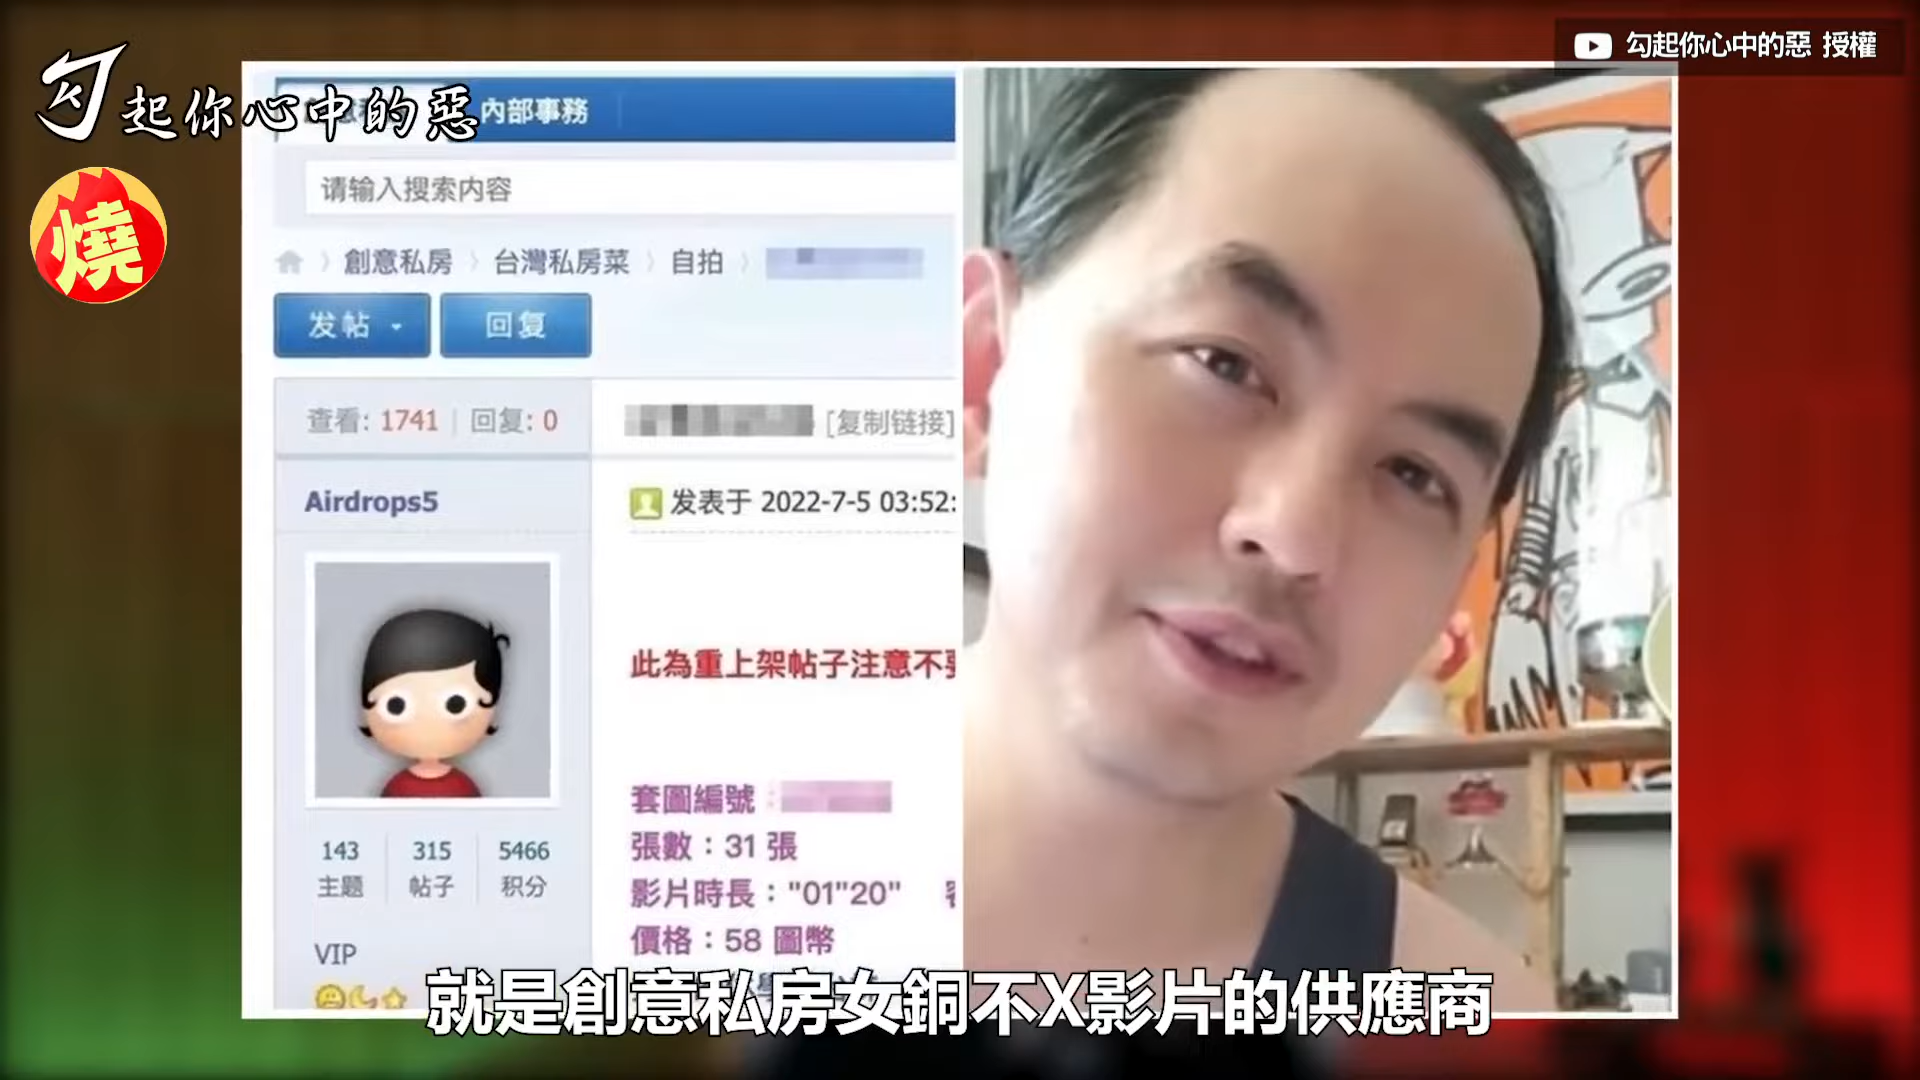 勾起你心中的惡 授權
勾起你心中的惡
內部事務
燒
请输入搜索内容
創意私房 〉 台灣私房菜 〉 自拍 〉
发帖 回复
查看: 1741 | 回复: 0
[复制链接]
Airdrops5
发表于 2022-7-5 03:52:
此為重上架帖子注意不
套圖編號：
張數：31 張
影片時長："01"20"
價格：58 圖幣
143 315 5466
主题 帖子 积分
VIP
就是創意私房女銅不X影片的供應商